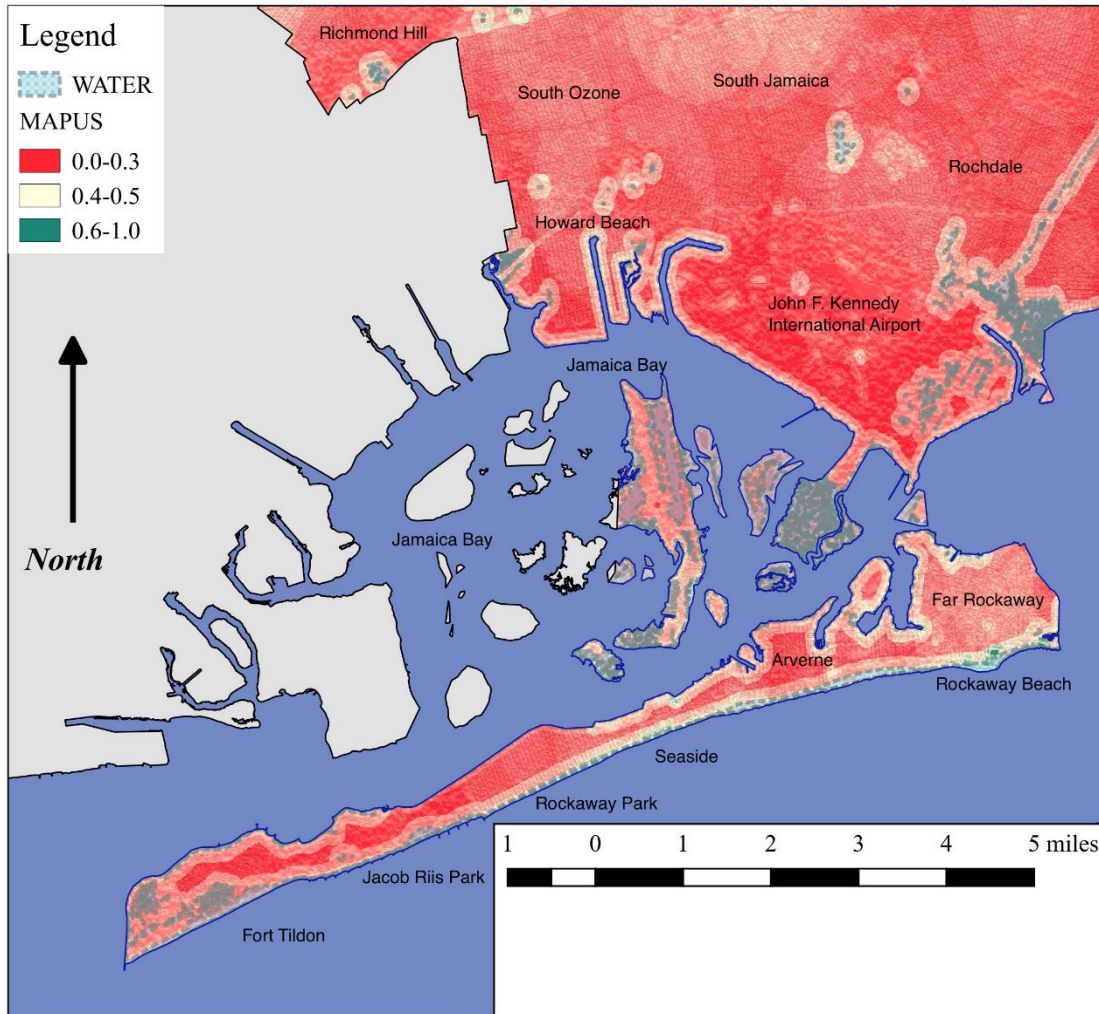 Legend
WATER
MAPUS
0.0-0.3
0.4-0.5
0.6-1.0
Richmond Hill
South Ozone
South Jamaica
Rochdale
Howard Beach
John F. Kennedy
International Airport
Jamaica Bay
North
Jamaica Bay
Far Rockaway
Arverne
Rockaway Beach
Seaside
Rockaway Park
Jacob Riis Park
Fort Tildon
1 0 1 2 3 4 5 miles